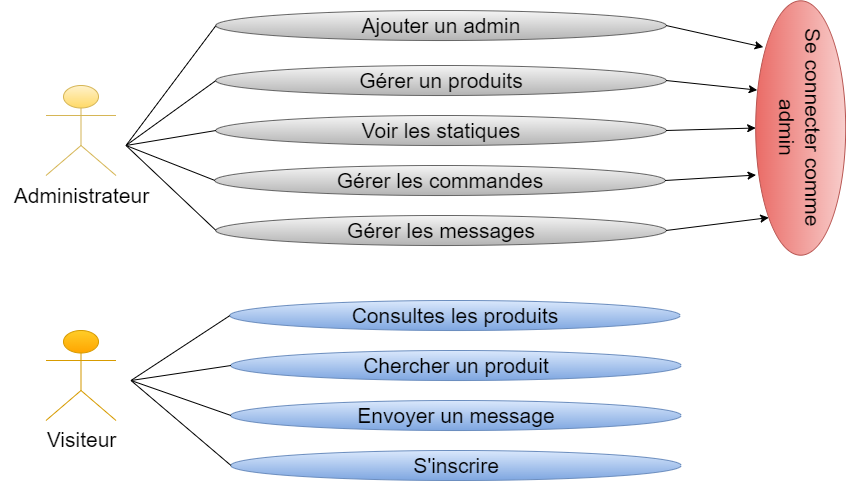 Ajouter un admin
Gérer un produits
Voir les statiques
Gérer les commandes
Gérer les messages
Se connecter comme
admin
Administrateur
Consultes les produits
Chercher un produit
Envoyer un message
S'inscrire
Visiteur